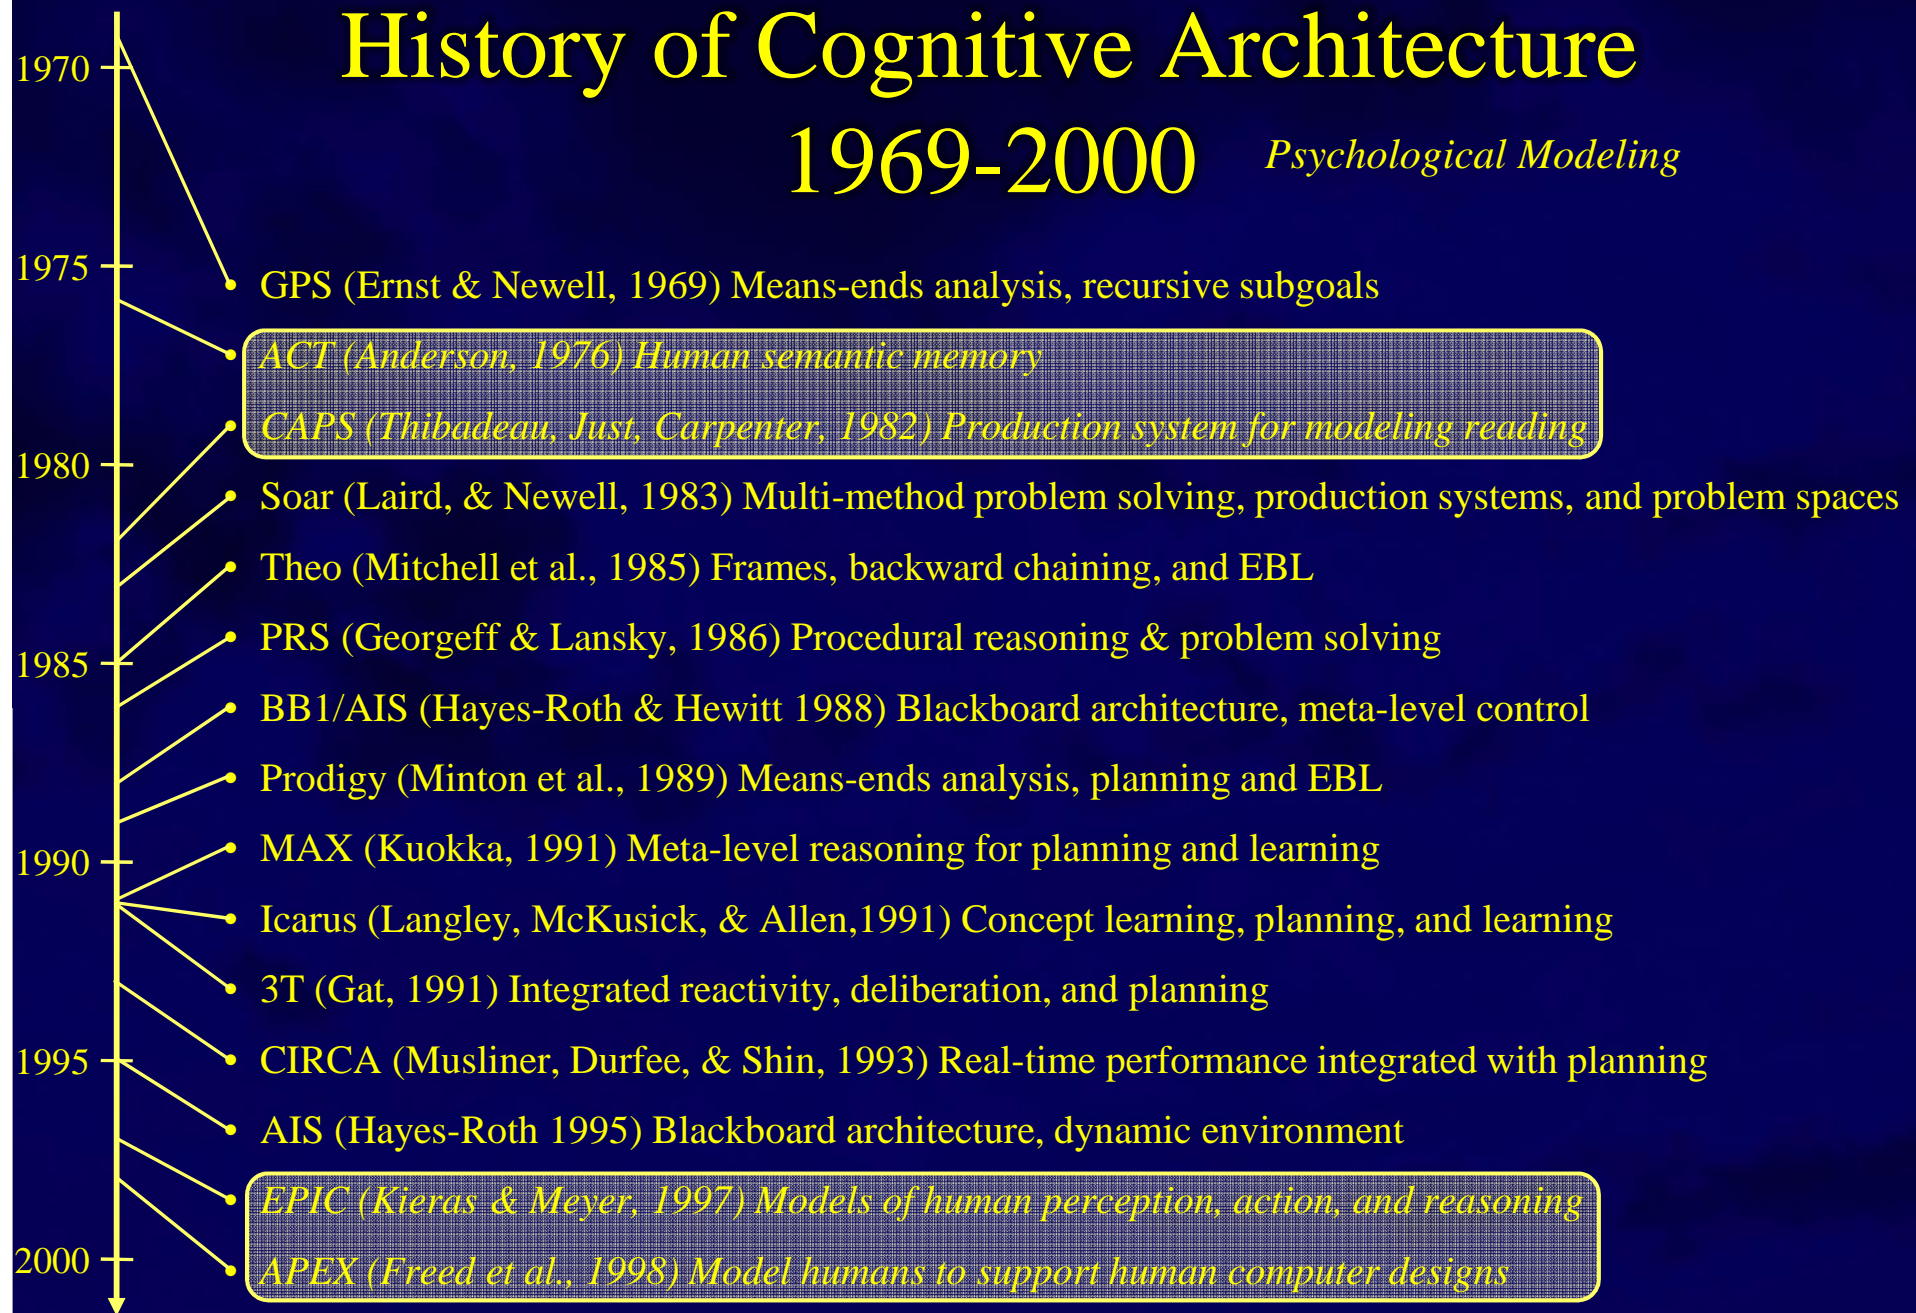 History of Cognitive Architecture
1969-2000
Psychological Modeling
1970
1975
1980
1985
1990
1995
2000
GPS (Ernst & Newell, 1969) Means-ends analysis, recursive subgoals
ACT (Anderson, 1976) Human semantic memory
CAPS (Thibadeau, Just, Carpenter, 1982) Production system for modeling reading
Soar (Laird, & Newell, 1983) Multi-method problem solving, production systems, and problem spaces
Theo (Mitchell et al., 1985) Frames, backward chaining, and EBL
PRS (Georgeff & Lansky, 1986) Procedural reasoning & problem solving
BB1/AIS (Hayes-Roth & Hewitt 1988) Blackboard architecture, meta-level control
Prodigy (Minton et al., 1989) Means-ends analysis, planning and EBL
MAX (Kuokka, 1991) Meta-level reasoning for planning and learning
Icarus (Langley, McKusick, & Allen,1991) Concept learning, planning, and learning
3T (Gat, 1991) Integrated reactivity, deliberation, and planning
CIRCA (Musliner, Durfee, & Shin, 1993) Real-time performance integrated with planning
AIS (Hayes-Roth 1995) Blackboard architecture, dynamic environment
EPIC (Kieras & Meyer, 1997) Models of human perception, action, and reasoning
APEX (Freed et al., 1998) Model humans to support human computer designs